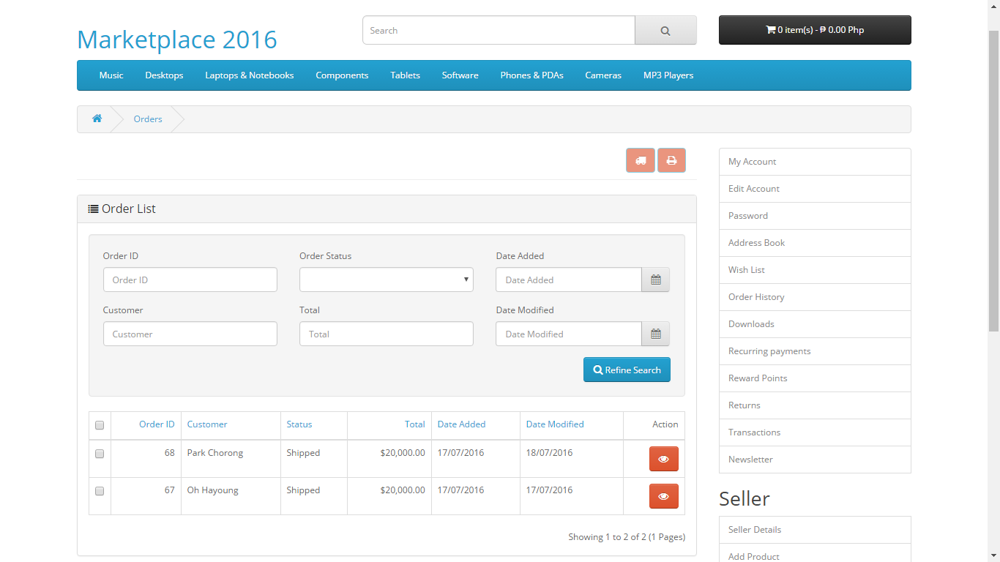 Marketplace 2016
Search
0 item(s) - ₱ 0.00 Php
Music Desktops Laptops & Notebooks Components Tablets Software Phones & PDAs Cameras MP3 Players
Orders
Order List
Order ID Order Status Date Added
Order ID Date Added
Customer Total Date Modified
Customer Total Date Modified
Refine Search
Order ID Customer Status Total Date Added Date Modified Action
68 Park Chorong Shipped $20,000.00 17/07/2016 18/07/2016
67 Oh Hayoung Shipped $20,000.00 17/07/2016 17/07/2016
Showing 1 to 2 of 2 (1 Pages)
My Account
Edit Account
Password
Address Book
Wish List
Order History
Downloads
Recurring payments
Reward Points
Returns
Transactions
Newsletter
Seller
Seller Details
Add Product